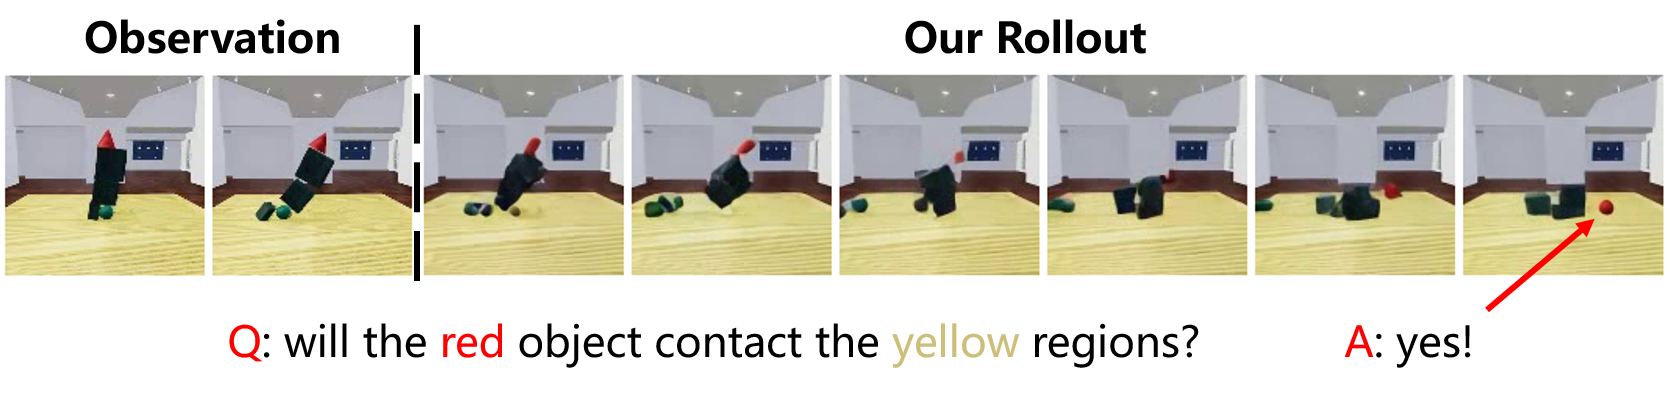 Observation
Our Rollout
Q: will the red object contact the yellow regions?
A: yes!